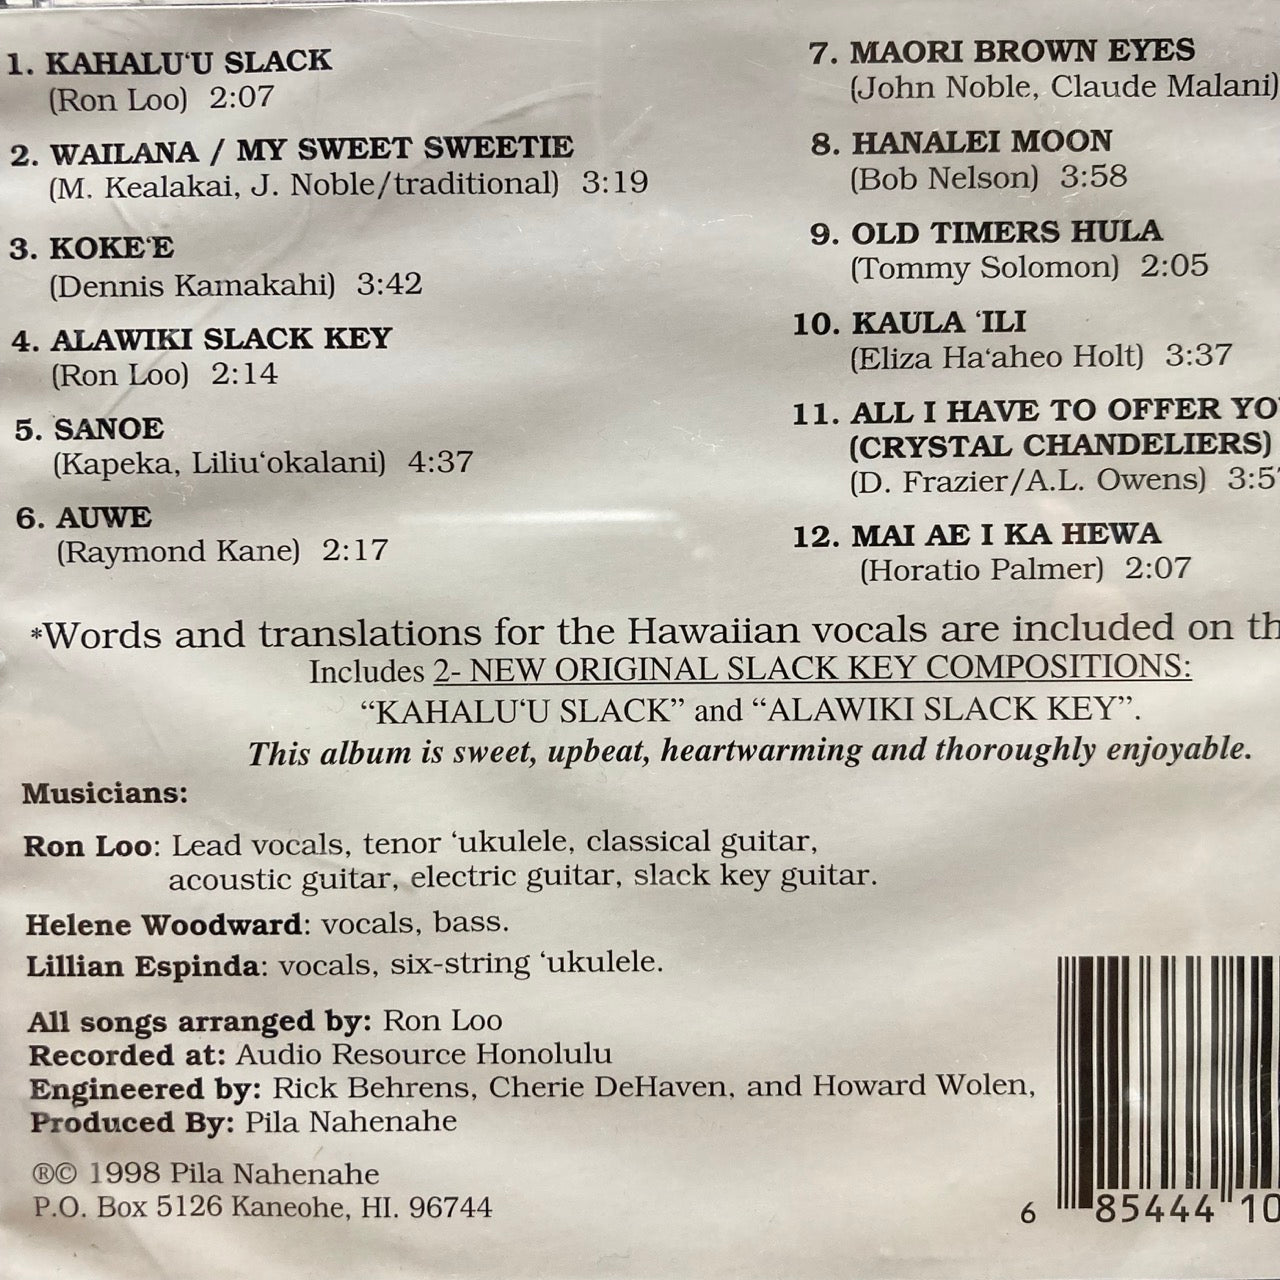 1. KAHALU‘U SLACK
(Ron Loo) 2:07
2. WAILANA / MY SWEET SWEETIE
(M. Kealakai, J. Noble/traditional) 3:19
3. KOKE‘E
(Dennis Kamakahi) 3:42
4. ALAWIKI SLACK KEY
(Ron Loo) 2:14
5. SANOE
(Kapeka, Liliu‘okalani) 4:37
6. AUWE
(Raymond Kane) 2:17
7. MAORI BROWN EYES
(John Noble, Claude Malani)
8. HANALEI MOON
(Bob Nelson) 3:58
9. OLD TIMERS HULA
(Tommy Solomon) 2:05
10. KAULA ‘ILI
(Eliza Ha‘aheo Holt) 3:37
11. ALL I HAVE TO OFFER
(CRYSTAL CHANDELIERS)
(D. Frazier/A.L. Owens)
12. MAI AE I KA HEWA
(Horatio Palmer) 2:07
*Words and translations for the Hawaiian vocals are included on
Includes 2- NEW ORIGINAL SLACK KEY COMPOSITIONS:
“KAHALU‘U SLACK” and “ALAWIKI SLACK KEY”.
This album is sweet, upbeat, heartwarming and thoroughly enjoyable.
Musicians:
Ron Loo: Lead vocals, tenor ‘ukulele, classical guitar,
acoustic guitar, electric guitar, slack key guitar.
Helene Woodward: vocals, bass.
Lillian Espinda: vocals, six-string ‘ukulele.
All songs arranged by: Ron Loo
Recorded at: Audio Resource Honolulu
Engineered by: Rick Behrens, Cherie DeHaven, and Howard Wolen,
Produced By: Pila Nahenahe
®© 1998 Pila Nahenahe
P.O. Box 5126 Kaneohe, HI. 96744
6 85444 10